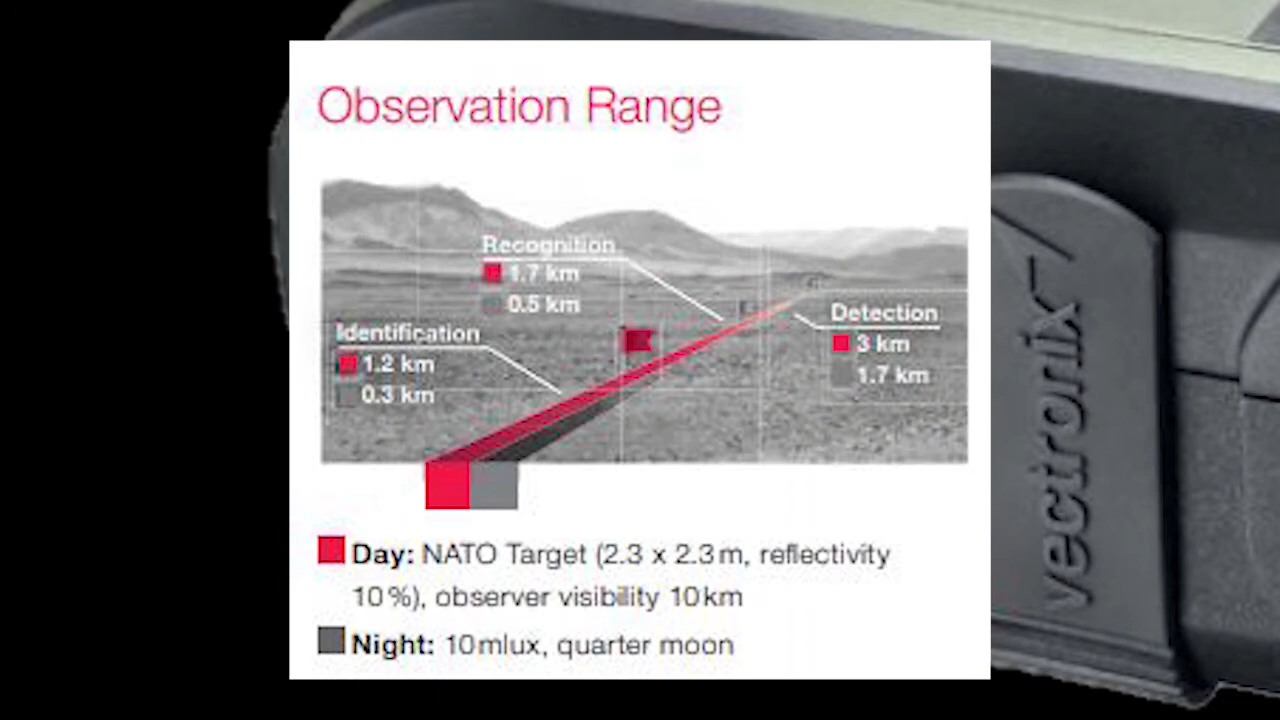 Observation Range
Recognition
1.7 km
0.5 km
Identification
1.2 km
0.3 km
Detection
3 km
1.7 km
Day: NATO Target (2.3 x 2.3 m, reflectivity
10 %), observer visibility 10 km
Night: 10 mlux, quarter moon
vectronix